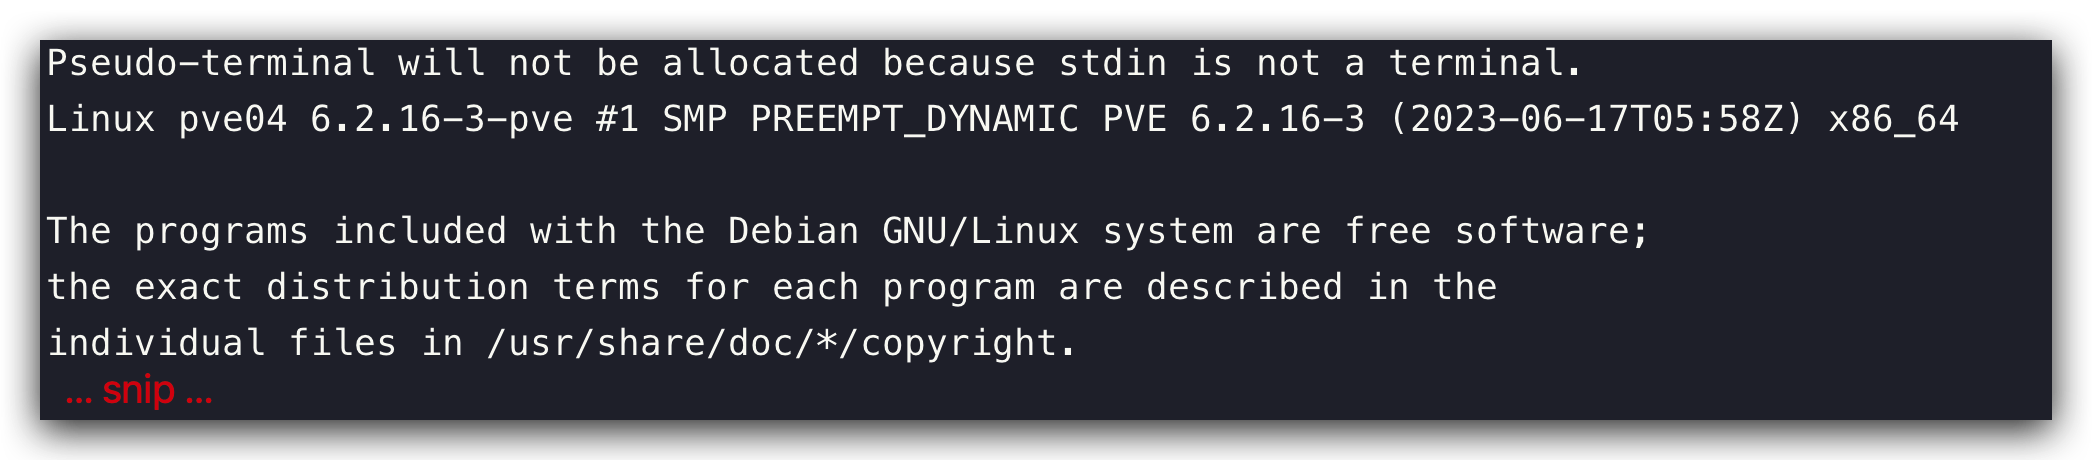 Pseudo-terminal will not be allocated because stdin is not a terminal.
Linux pve04 6.2.16-3-pve #1 SMP PREEMPT_DYNAMIC PVE 6.2.16-3 (2023-06-17T05:58Z) x86_64
The programs included with the Debian GNU/Linux system are free software;
the exact distribution terms for each program are described in the
individual files in /usr/share/doc/*/copyright.
... snip ...